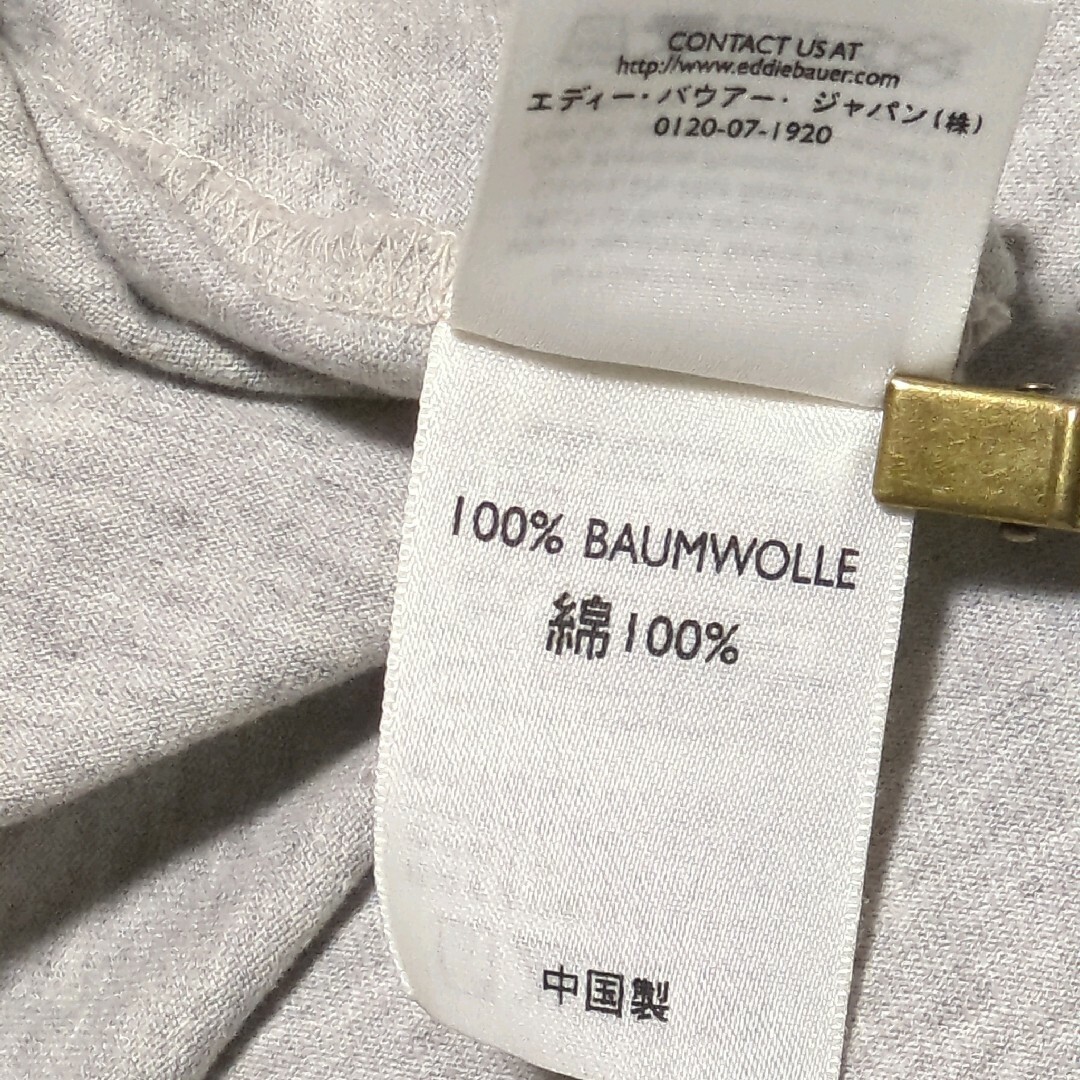 CONTACT US AT
http://www.eddiebauer.com
エディー・バウアー・ ジャパン(株)
0120-07-1920
100% BAUMWOLLE
綿100%
中国製